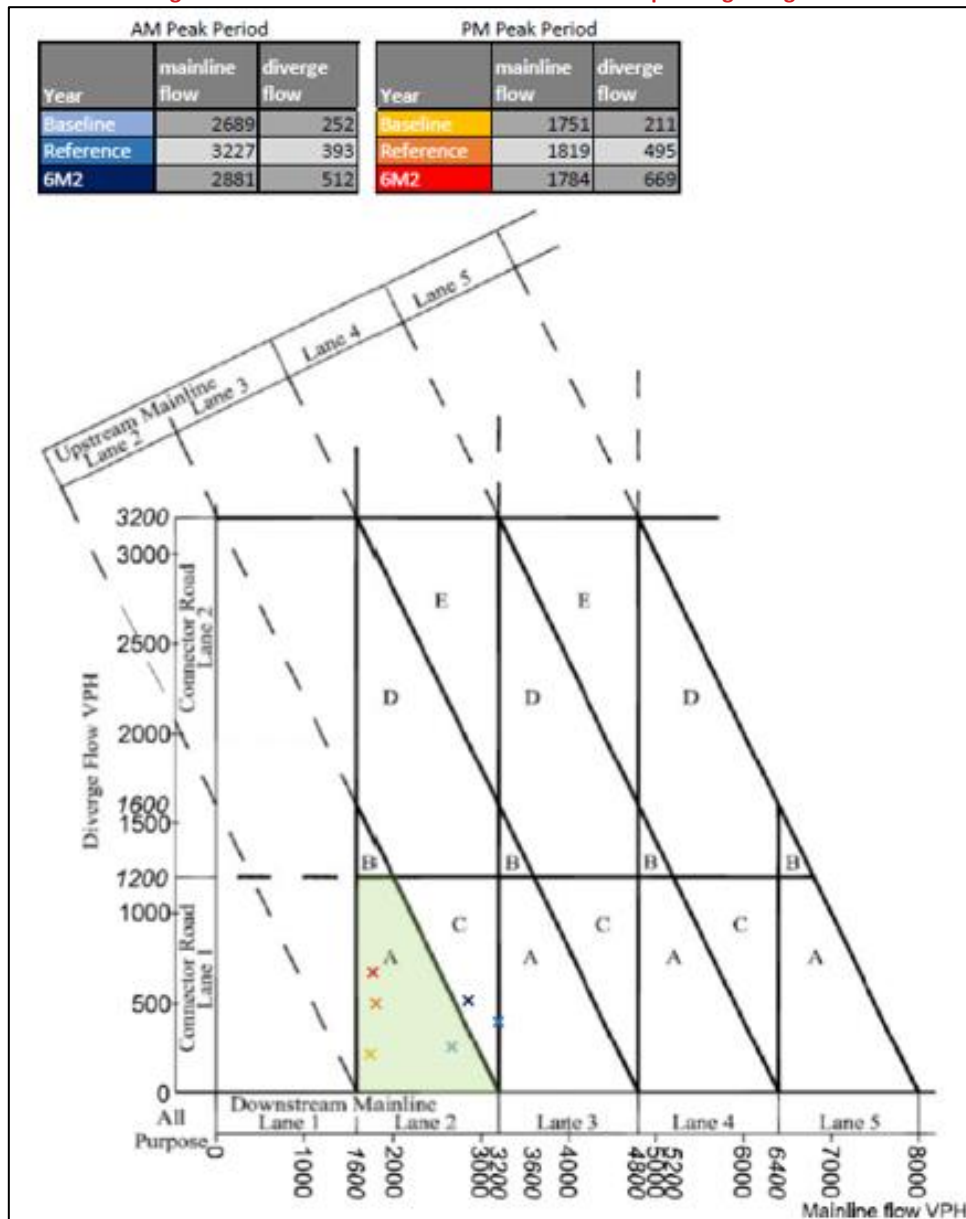 AM Peak Period
PM Peak Period
Year mainline flow diverge flow
Baseline 2689 252
Reference 3227 393
6M2 2881 512
Year mainline flow diverge flow
Baseline 1751 211
Reference 1819 495
6M2 1784 669
Upstream Mainline
Lane 2 Lane 3 Lane 4 Lane 5
3200
3000
2500
2000
1600
1500
1200
1000
500
0
Diverge Flow VPH
Connector Road
Lane 2
Connector Road
Lane 1
E E
D D D
B B B B
C C C
A A A A
All Purpose
Downstream Mainline
Lane 1 Lane 2 Lane 3 Lane 4 Lane 5
0 1000 1600 2000 3000 3200 3600 4000 4800 5000 5200 6000 6400 7000 8000
Mainline flow VPH